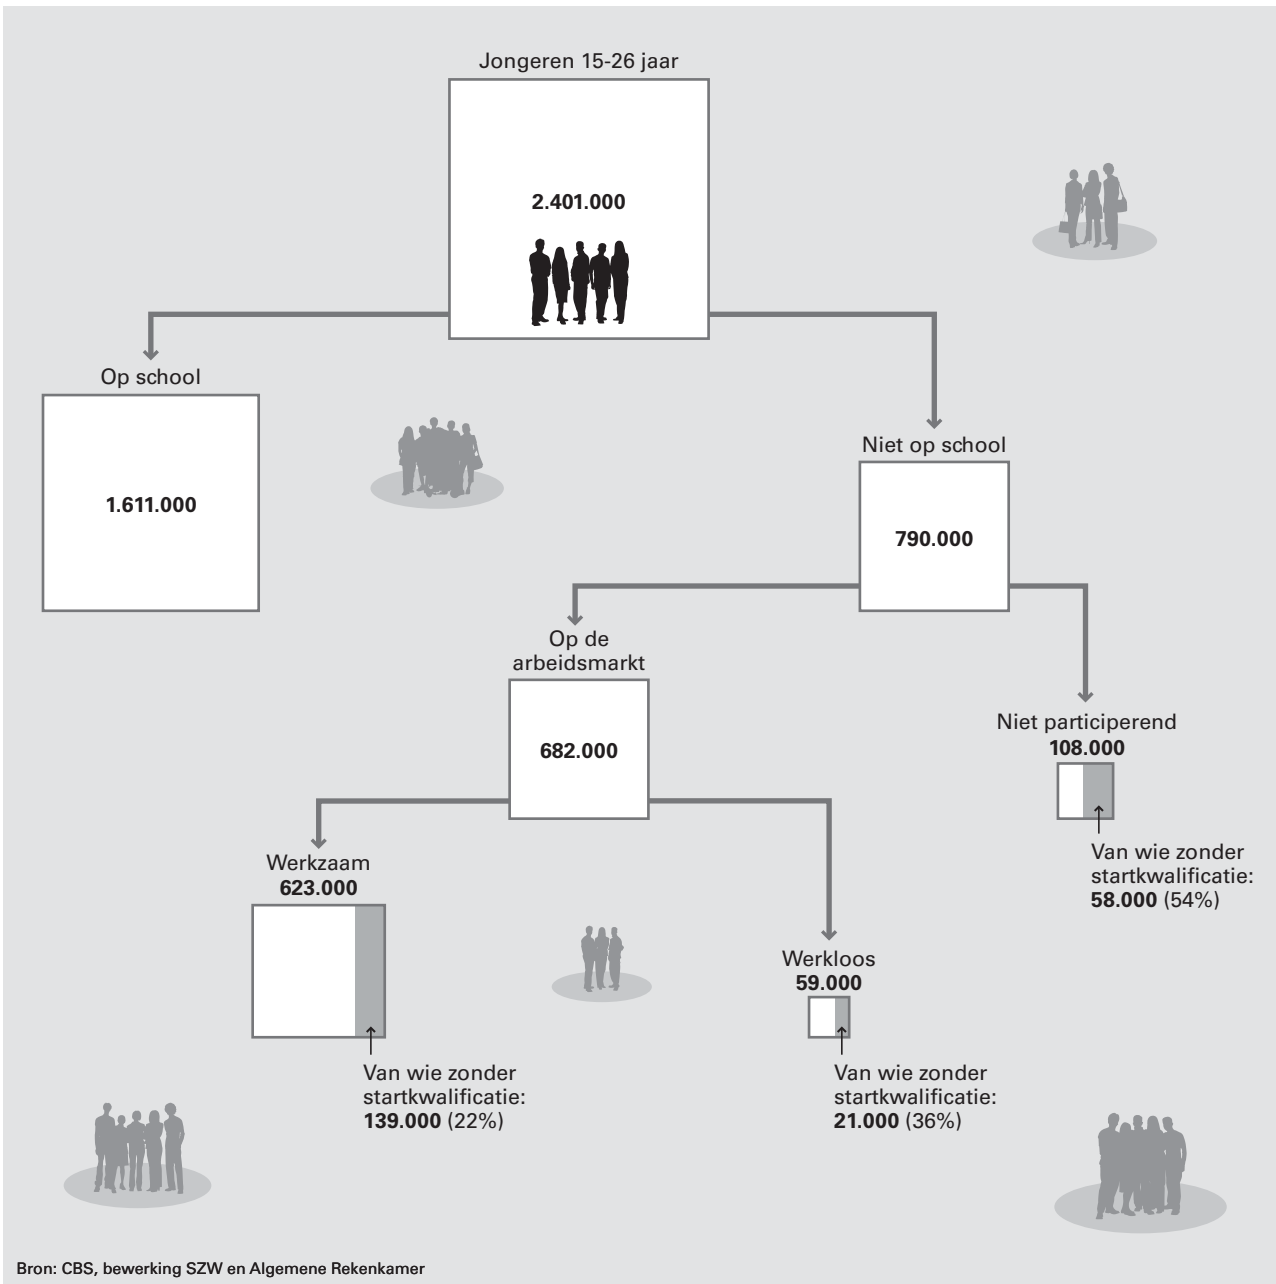 Jongeren 15-26 jaar
2.401.000
Op school
1.611.000
Niet op school
790.000
Op de
arbeidsmarkt
682.000
Niet participerend
108.000
Van wie zonder
startkwalificatie:
58.000 (54%)
Werkzaam
623.000
Van wie zonder
startkwalificatie:
139.000 (22%)
Werkloos
59.000
Van wie zonder
startkwalificatie:
21.000 (36%)
Bron: CBS, bewerking SZW en Algemene Rekenkamer